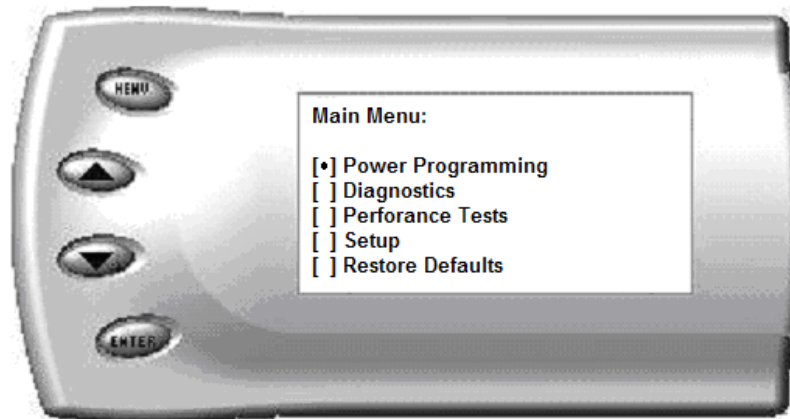 MENU
Main Menu:
[•] Power Programming
[ ] Diagnostics
[ ] Perforance Tests
[ ] Setup
[ ] Restore Defaults
ENTER